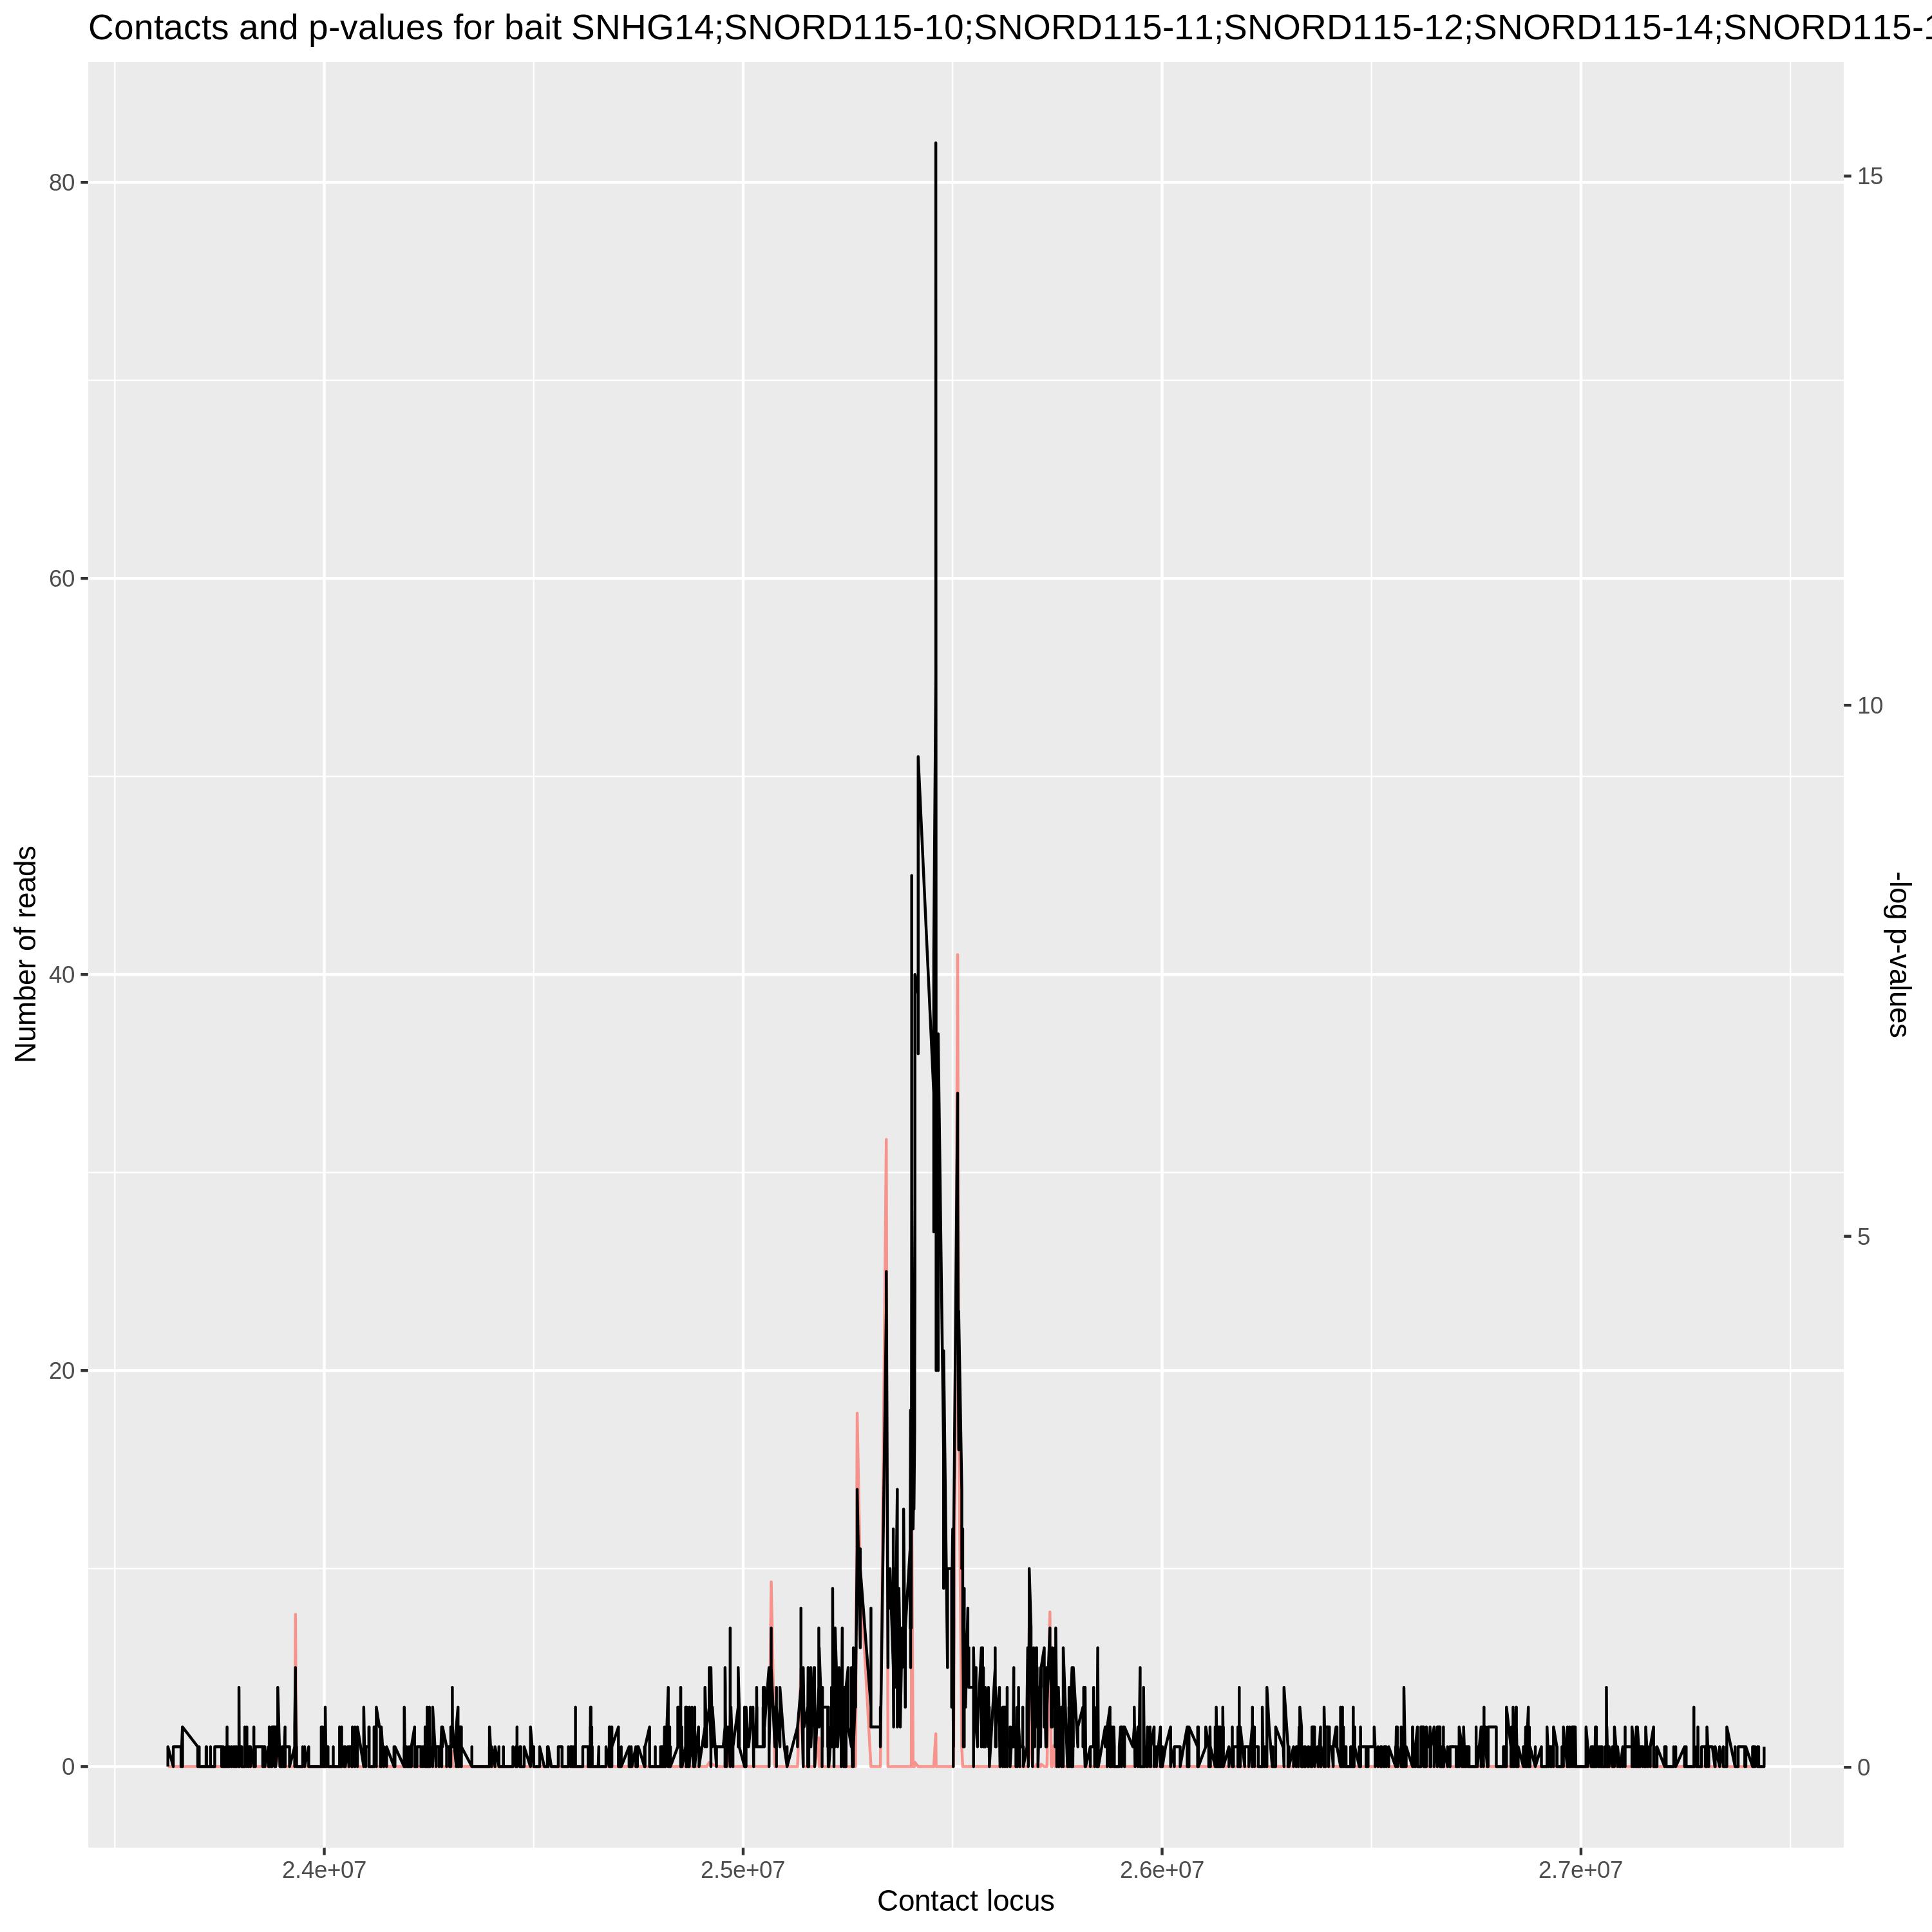 Contacts and p-values for bait SNHG14;SNORD115-10;SNORD115-11;SNORD115-12;SNORD115-14;SNORD115-1
80
60
40
20
0
Number of reads
15
10
5
0
-log p-values
2.4e+07
2.5e+07
2.6e+07
2.7e+07
Contact locus